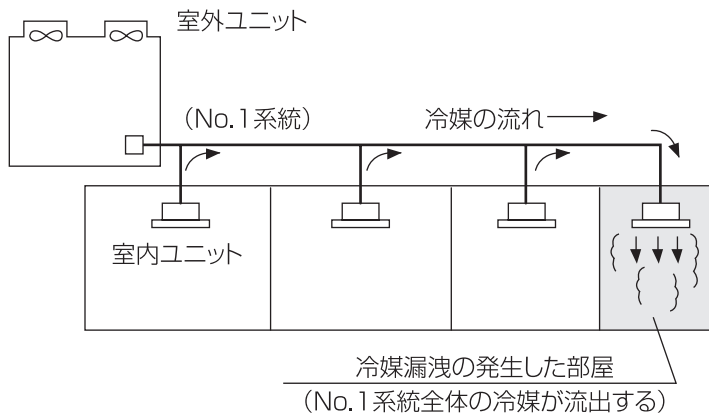 室外ユニット
(No.1系統)
冷媒の流れ
室内ユニット
冷媒漏洩の発生した部屋
(No.1系統全体の冷媒が流出する)